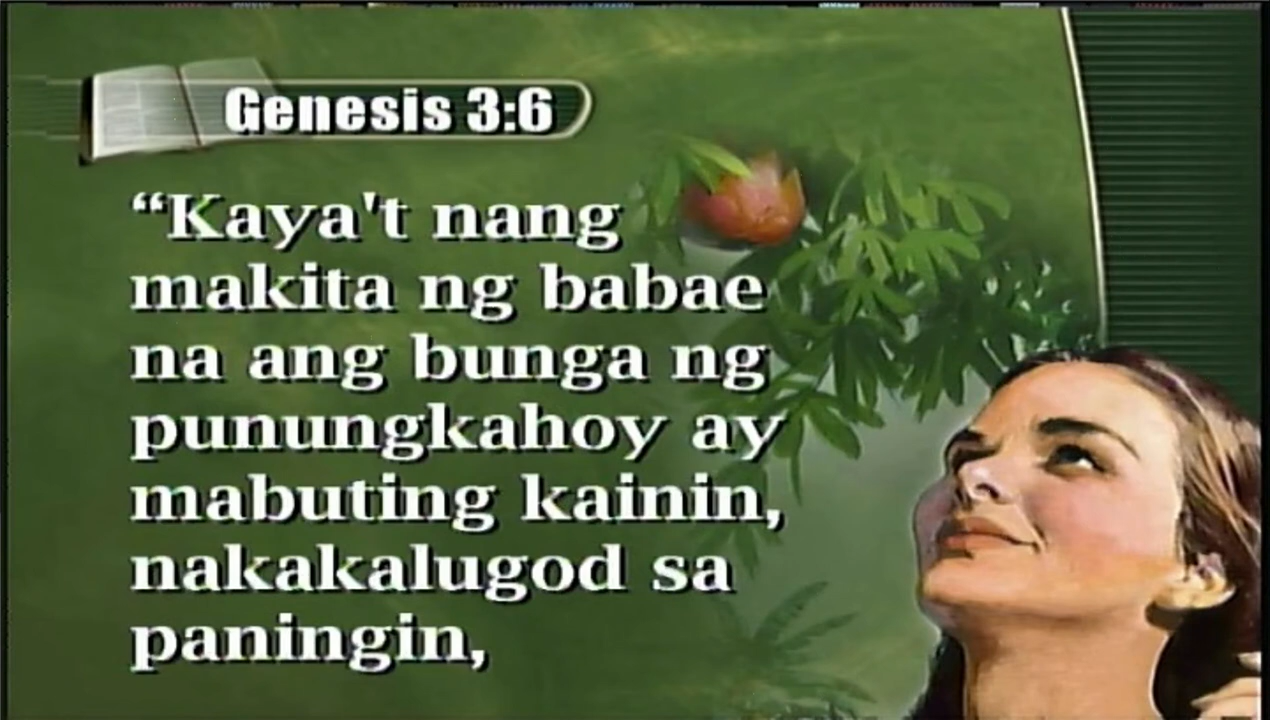 Genesis 3:6
“Kaya't nang
makita ng babae
na ang bunga ng
punungkahoy ay
mabuting kainin,
nakakalugod sa
paningin,